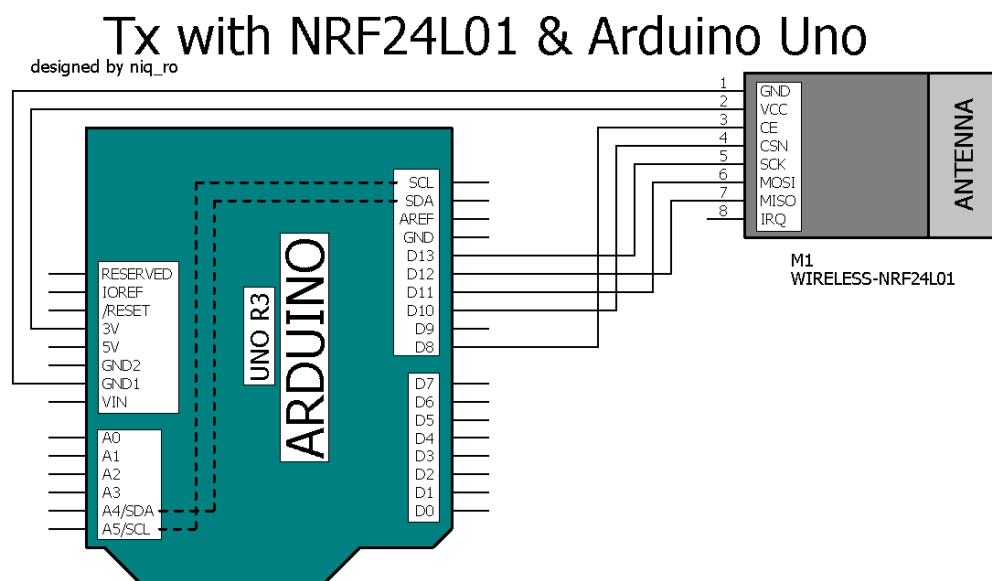 Tx with NRF24L01 & Arduino Uno
designed by niq_ro
1 GND
2 VCC
3 CE
4 CSN
5 SCK
6 MOSI
7 MISO
8 IRQ
ANTENNA
M1
WIRELESS-NRF24L01
SCL
SDA
AREF
GND
D13
D12
D11
D10
D9
D8
RESERVED
IOREF
/RESET
3V
5V
GND2
GND1
VIN
UNO R3
ARDUINO
D7
D6
D5
D4
D3
D2
D1
D0
A0
A1
A2
A3
A4/SDA
A5/SCL